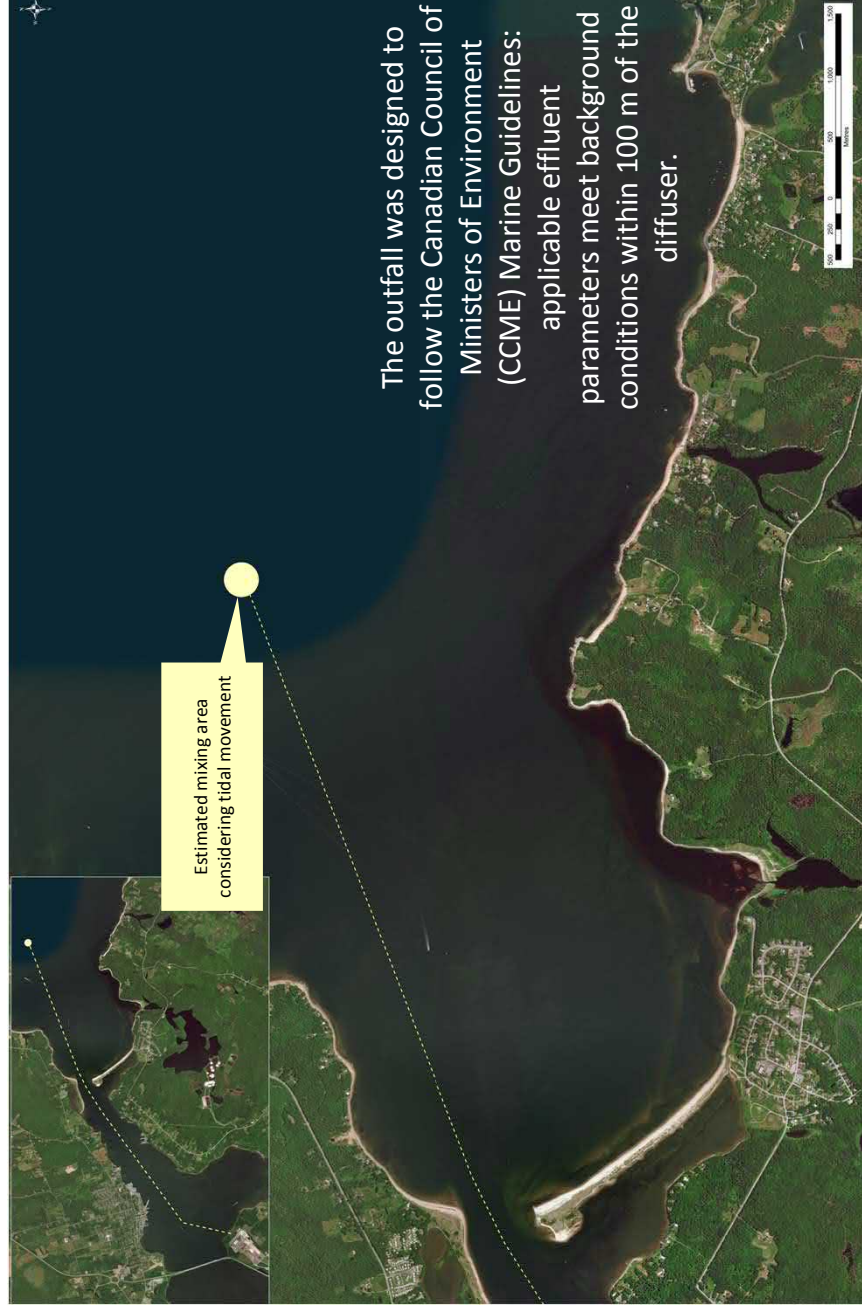 The outfall was designed to
follow the Canadian Council of
Ministers of Environment
(CCME) Marine Guidelines:
applicable effluent
parameters meet background
conditions within 100 m of the
diffuser.
Estimated mixing area
considering tidal movement
500 250 0 500 1,000 1,500
Metres